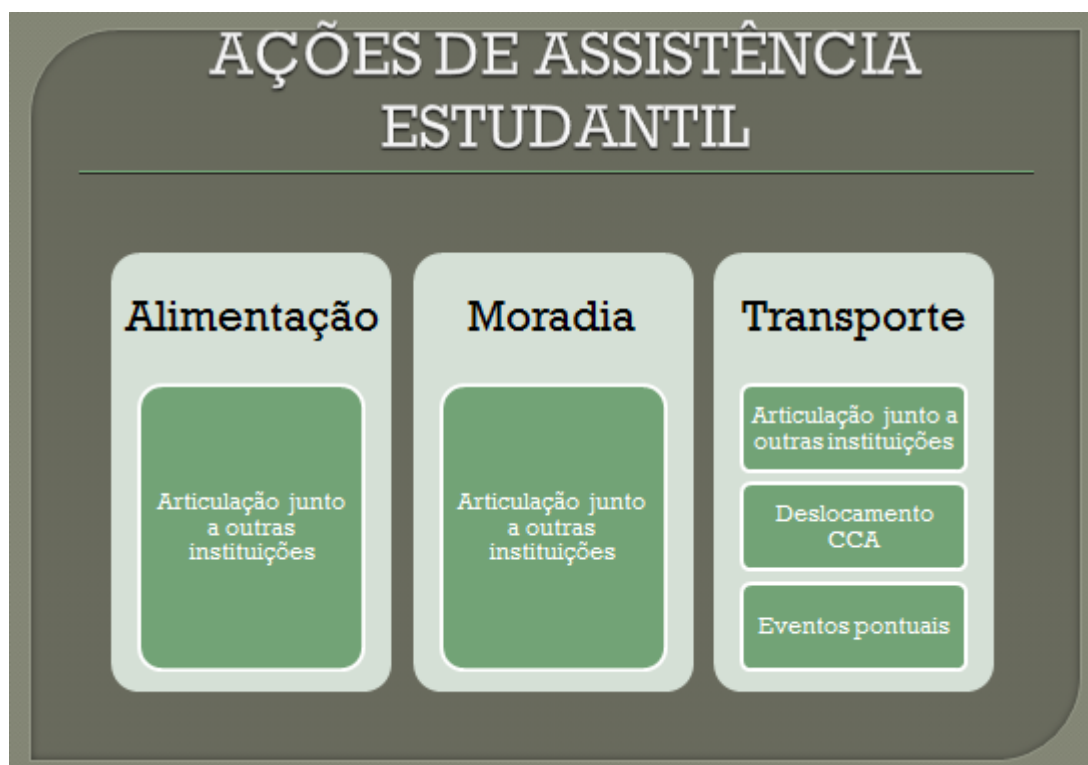 AÇÕES DE ASSISTÊNCIA
ESTUDANTIL
Alimentação
Articulação junto
a outras
instituições
Moradia
Articulação junto
a outras
instituições
Transporte
Articulação junto a
outras instituições
Deslocamento
CCA
Eventos pontuais